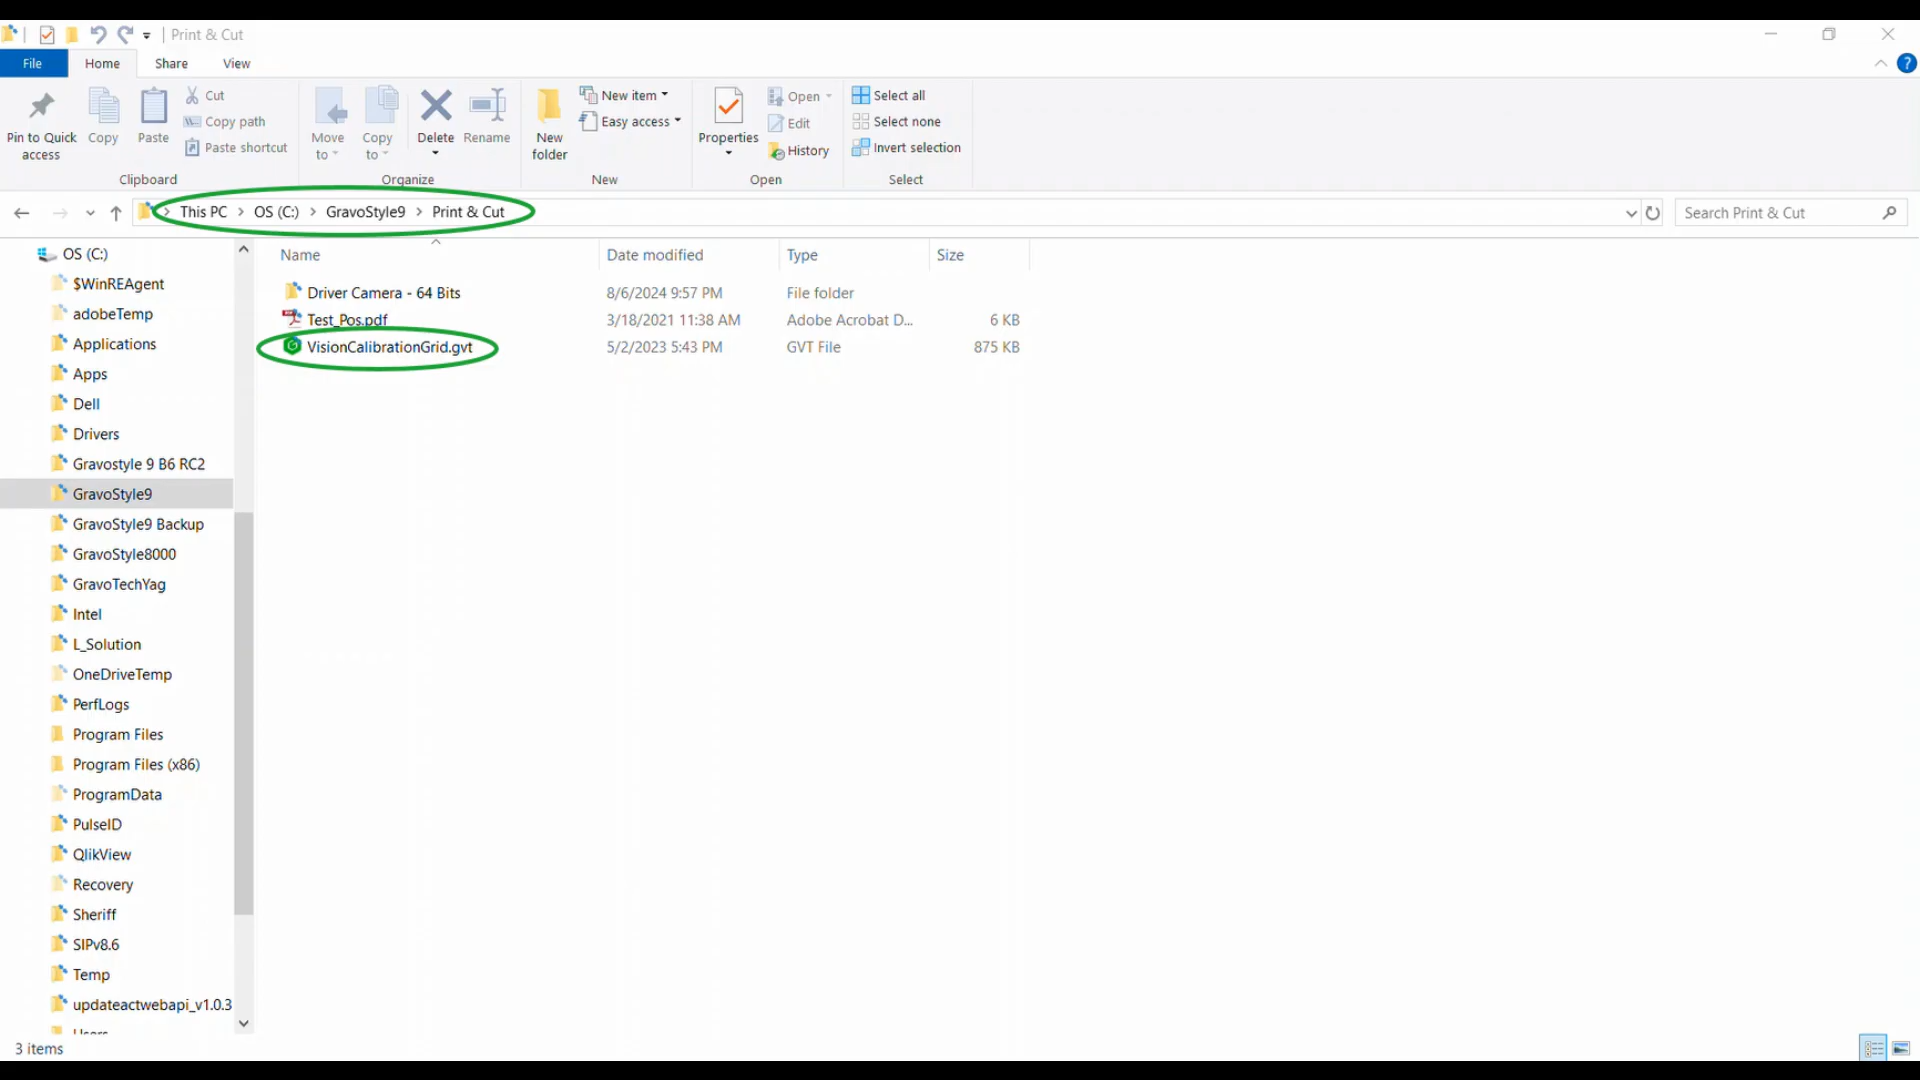 Print & Cut
File Home Share View
Pin to Quick access
Copy
Paste
Cut
Copy path
Paste shortcut
Clipboard
Move to
Copy to
Delete
Rename
Organize
New folder
New item
Easy access
New
Properties
Open
Edit
History
Open
Select all
Select none
Invert selection
Select
This PC > OS (C:) > GravoStyle9 > Print & Cut
Search Print & Cut
OS (C:)
$WinREAgent
adobeTemp
Applications
Apps
Dell
Drivers
Gravostyle 9 B6 RC2
GravoStyle9
GravoStyle9 Backup
GravoStyle8000
GravoTechYag
Intel
L_Solution
OneDriveTemp
PerfLogs
Program Files
Program Files (x86)
ProgramData
PulseID
QlikView
Recovery
Sheriff
SIPv8.6
Temp
updateactwebapi_v1.0.3
Users
Name Date modified Type Size
Driver Camera - 64 Bits 8/6/2024 9:57 PM File folder
Test_Pos.pdf 3/18/2021 11:38 AM Adobe Acrobat D... 6 KB
VisionCalibrationGrid.gvt 5/2/2023 5:43 PM GVT File 875 KB
3 items